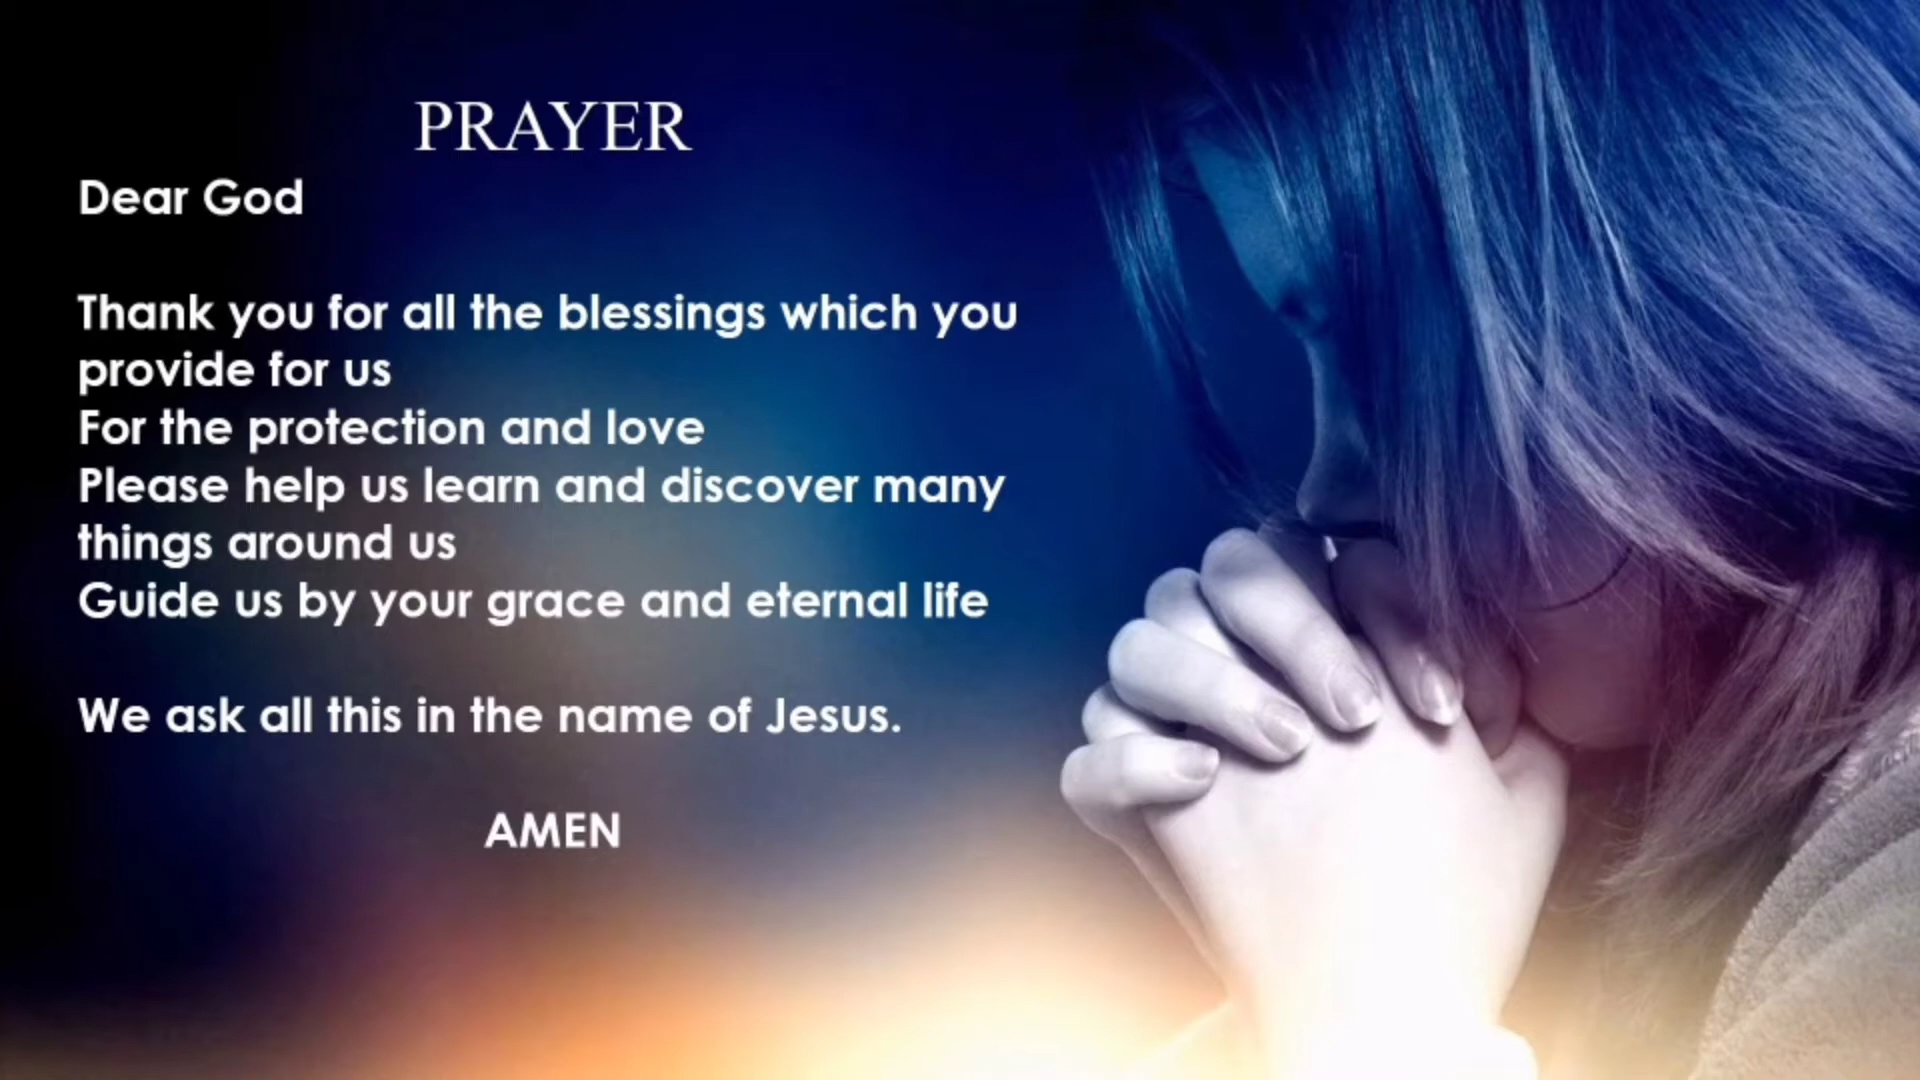 PRAYER
Dear God
Thank you for all the blessings which you
provide for us
For the protection and love
Please help us learn and discover many
things around us
Guide us by your grace and eternal life
We ask all this in the name of Jesus.
AMEN